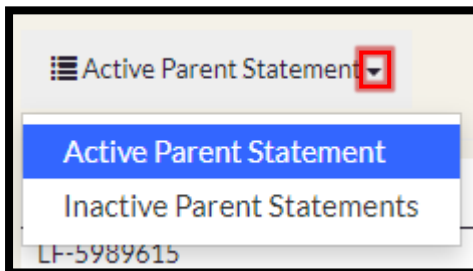 Active Parent Statement
Active Parent Statement
Inactive Parent Statements
LF-5989615